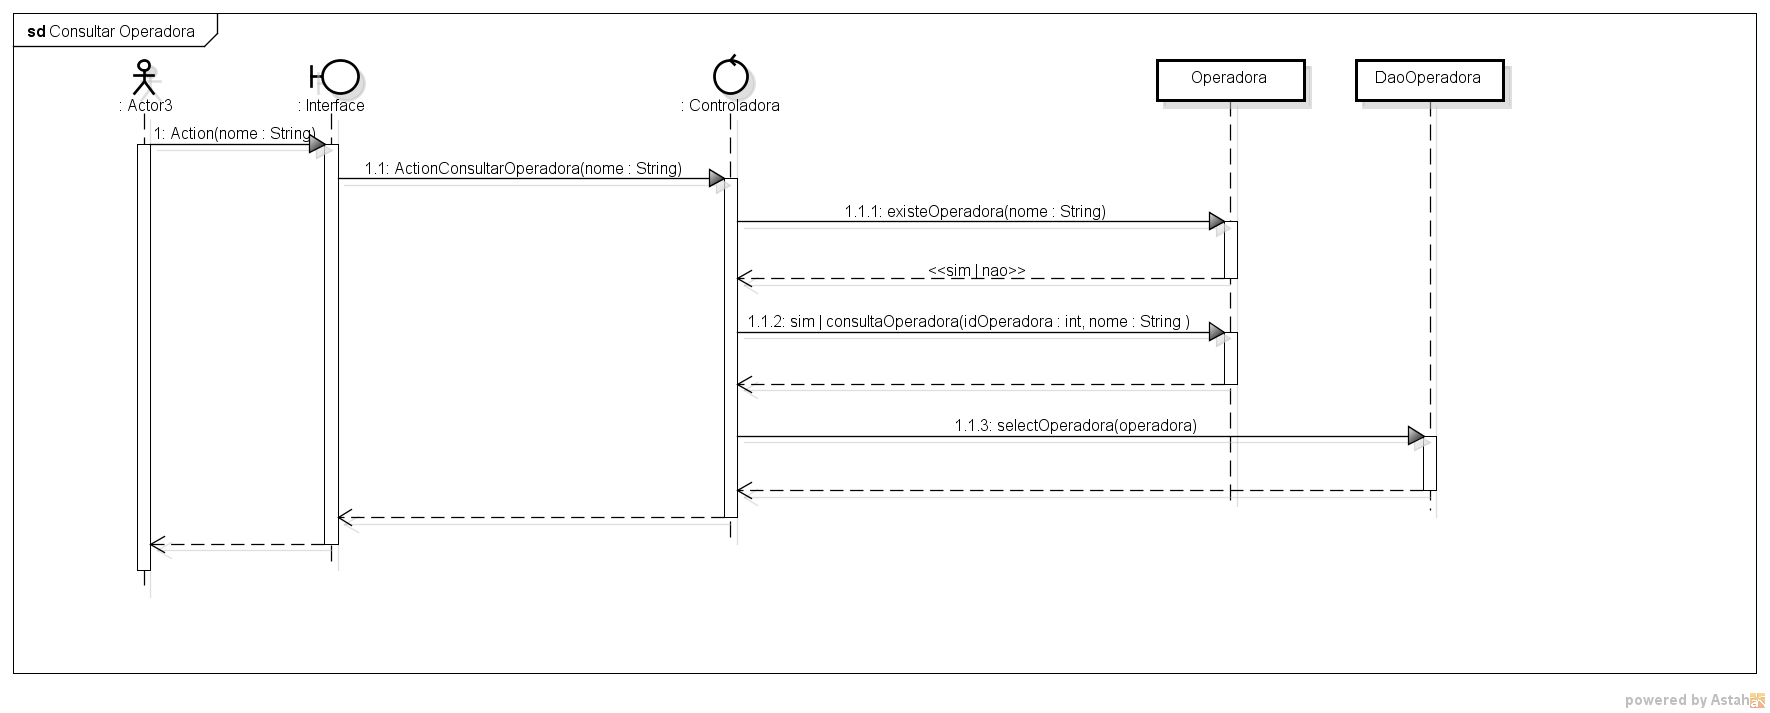 sd Consultar Operadora
: Actor3
: Interface
: Controladora
Operadora
DaoOperadora
1: Action(nome : String)
1.1: ActionConsultarOperadora(nome : String)
1.1.1: existeOperadora(nome : String)
<<sim | nao>>
1.1.2: sim | consultaOperadora(idOperadora : int, nome : String )
1.1.3: selectOperadora(operadora)
powered by Astah